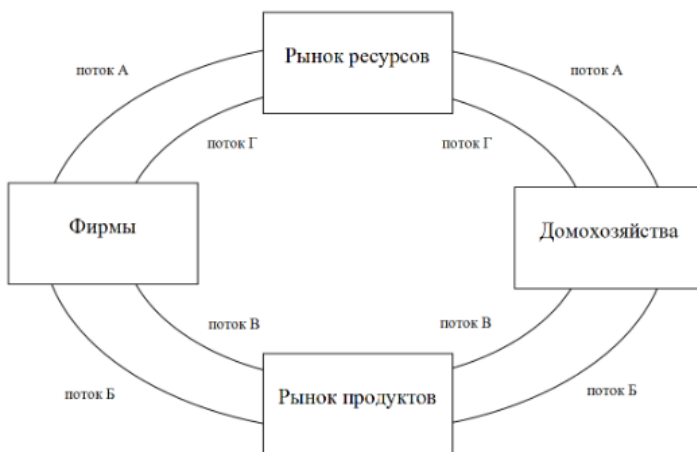 Рынок ресурсов
поток А
поток А
поток Г
поток Г
Фирмы
Домохозяйства
поток В
поток В
поток Б
Рынок продуктов
поток Б